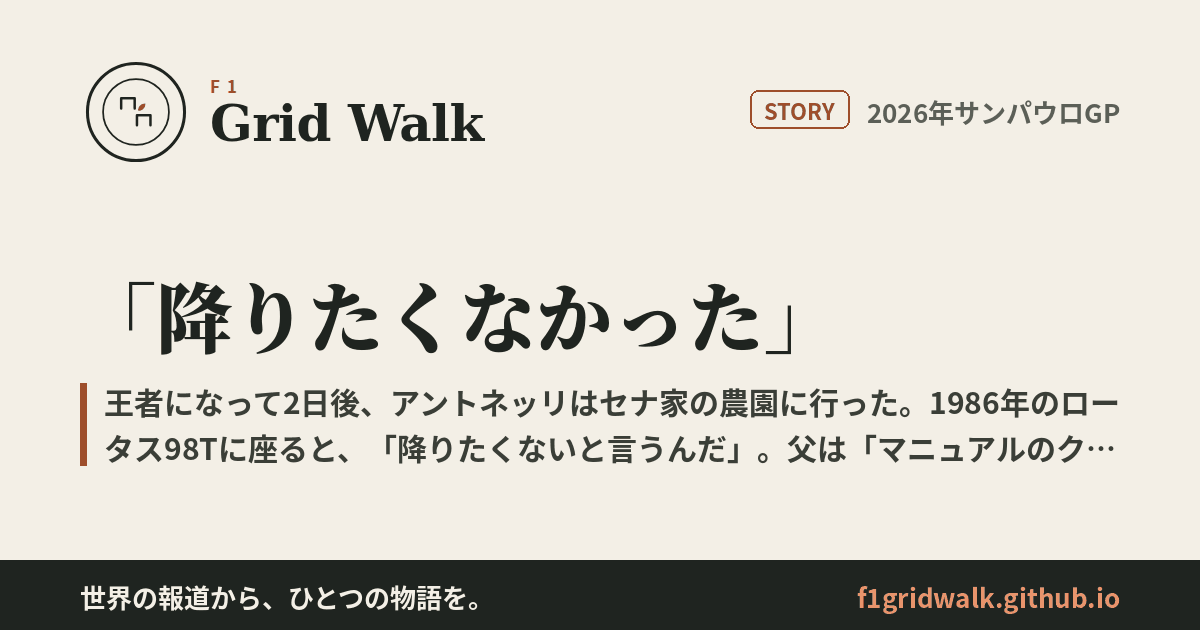 F1
Grid Walk
STORY
2026年サンパウロGP
「降りたくなかった」
王者になって2日後、アントネッリはセナ家の農園に行った。1986年のロー
タス98Tに座ると、「降りたくないと言うんだ」。父は「マニュアルのク…
世界の報道から、ひとつの物語を。
f1gridwalk.github.io